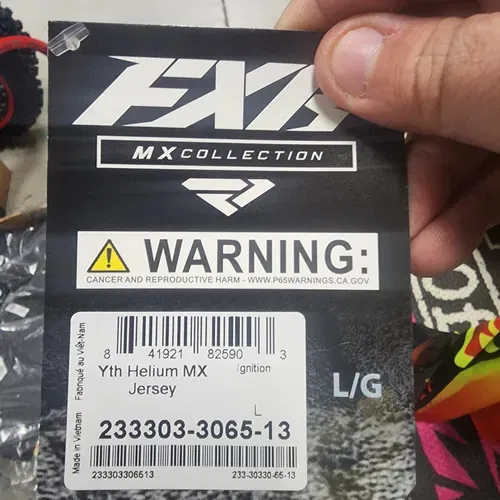 FXR
MX COLLECTION
WARNING:
CANCER AND REPRODUCTIVE HARM - WWW.P65WARNINGS.CA.GOV
8 41921 82590 3
Yth Helium MX Ignition
Jersey
L
L/G
233303-3065-13
233303306513 233-30330-65-13
Made in Vietnam Fabriqué au Viêt-Nam